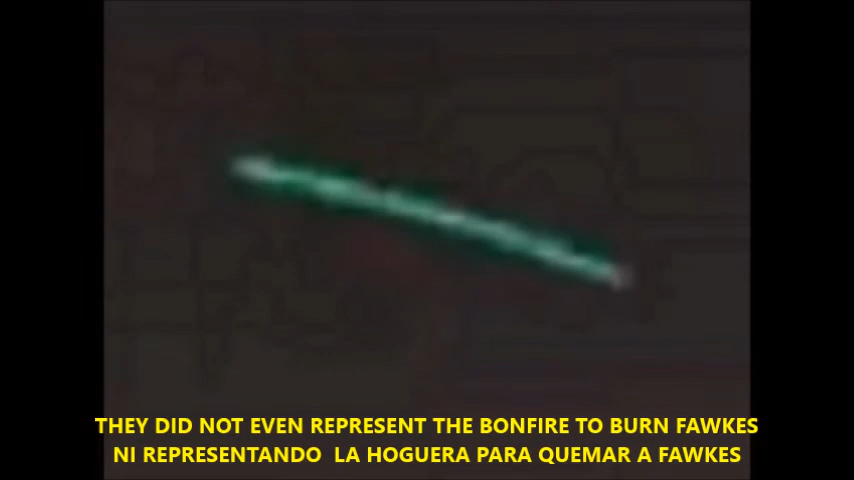 THEY DID NOT EVEN REPRESENT THE BONFIRE TO BURN FAWKES
NI REPRESENTANDO LA HOGUERA PARA QUEMAR A FAWKES